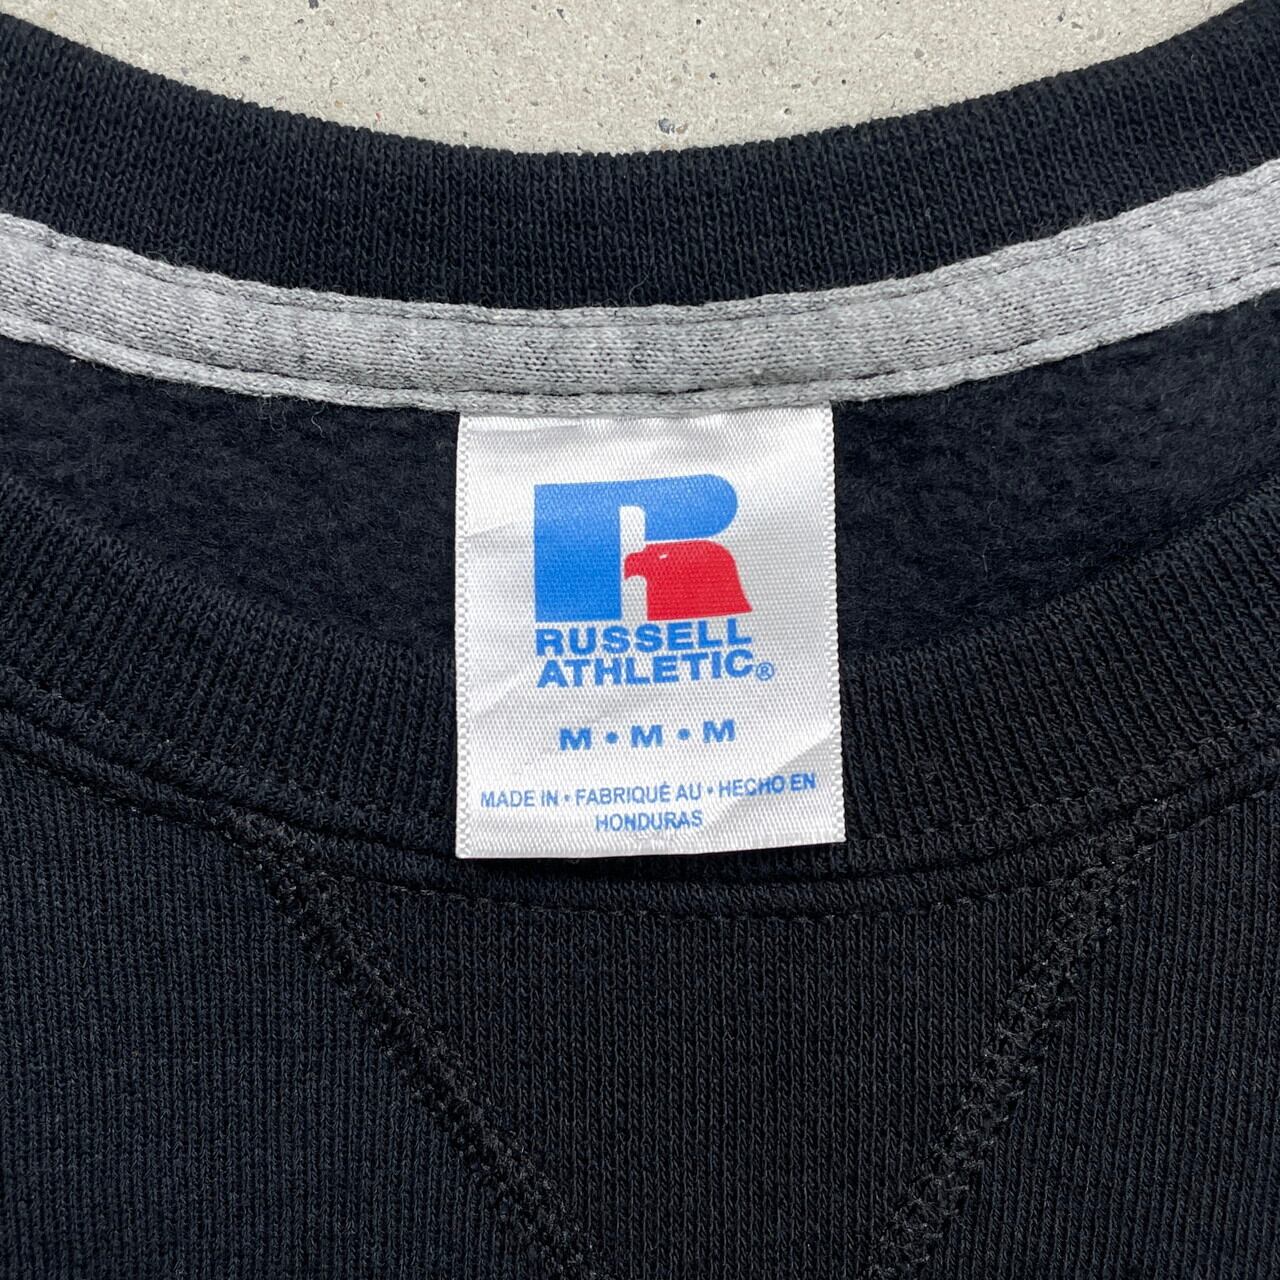 RUSSELL
ATHLETIC®
M • M • M
MADE IN • FABRIQUÉ AU • HECHO EN
HONDURAS